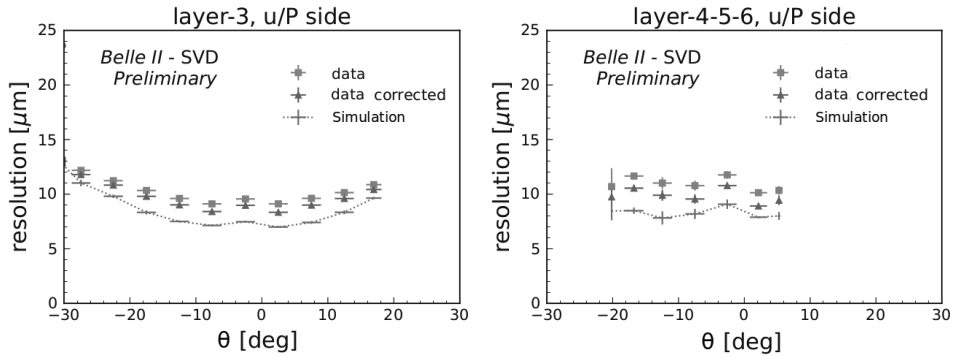 layer-3, u/P side
25
20
15
10
5
0
resolution [μm]
Belle II - SVD
Preliminary
data
data corrected
Simulation
−30 −20 −10 0 10 20 30
θ [deg]
layer-4-5-6, u/P side
25
20
15
10
5
0
resolution [μm]
Belle II - SVD
Preliminary
data
data corrected
Simulation
−30 −20 −10 0 10 20 30
θ [deg]